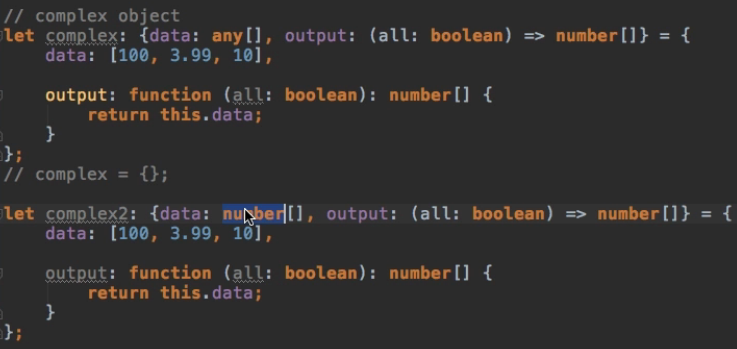 // complex object
let complex: {data: any[], output: (all: boolean) => number[]} = {
    data: [100, 3.99, 10],
    output: function (all: boolean): number[] {
        return this.data;
    }
};
// complex = {};
let complex2: {data: number[], output: (all: boolean) => number[]} = {
    data: [100, 3.99, 10],
    output: function (all: boolean): number[] {
        return this.data;
    }
};